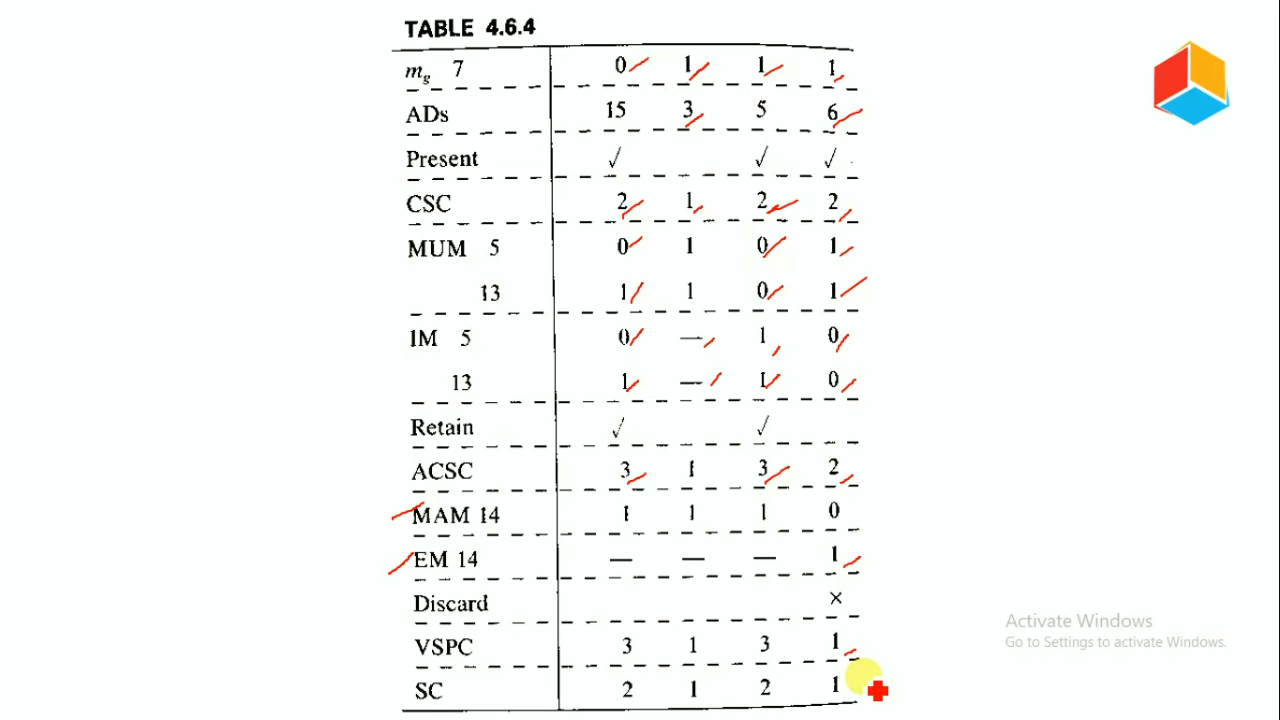 TABLE 4.6.4
mg 7 0 1 1 1
ADs 15 3 5 6
Present ✓ ✓ ✓
CSC 2 1 2 2
MUM 5 0 1 0 1
13 1 1 0 1
IM 5 0 — 1 0
13 1 — 1 0
Retain ✓ ✓
ACSC 3 1 3 2
MAM 14 1 1 1 0
EM 14 — — — 1
Discard ×
VSPC 3 1 3 1
SC 2 1 2 1
Activate Windows
Go to Settings to activate Windows.